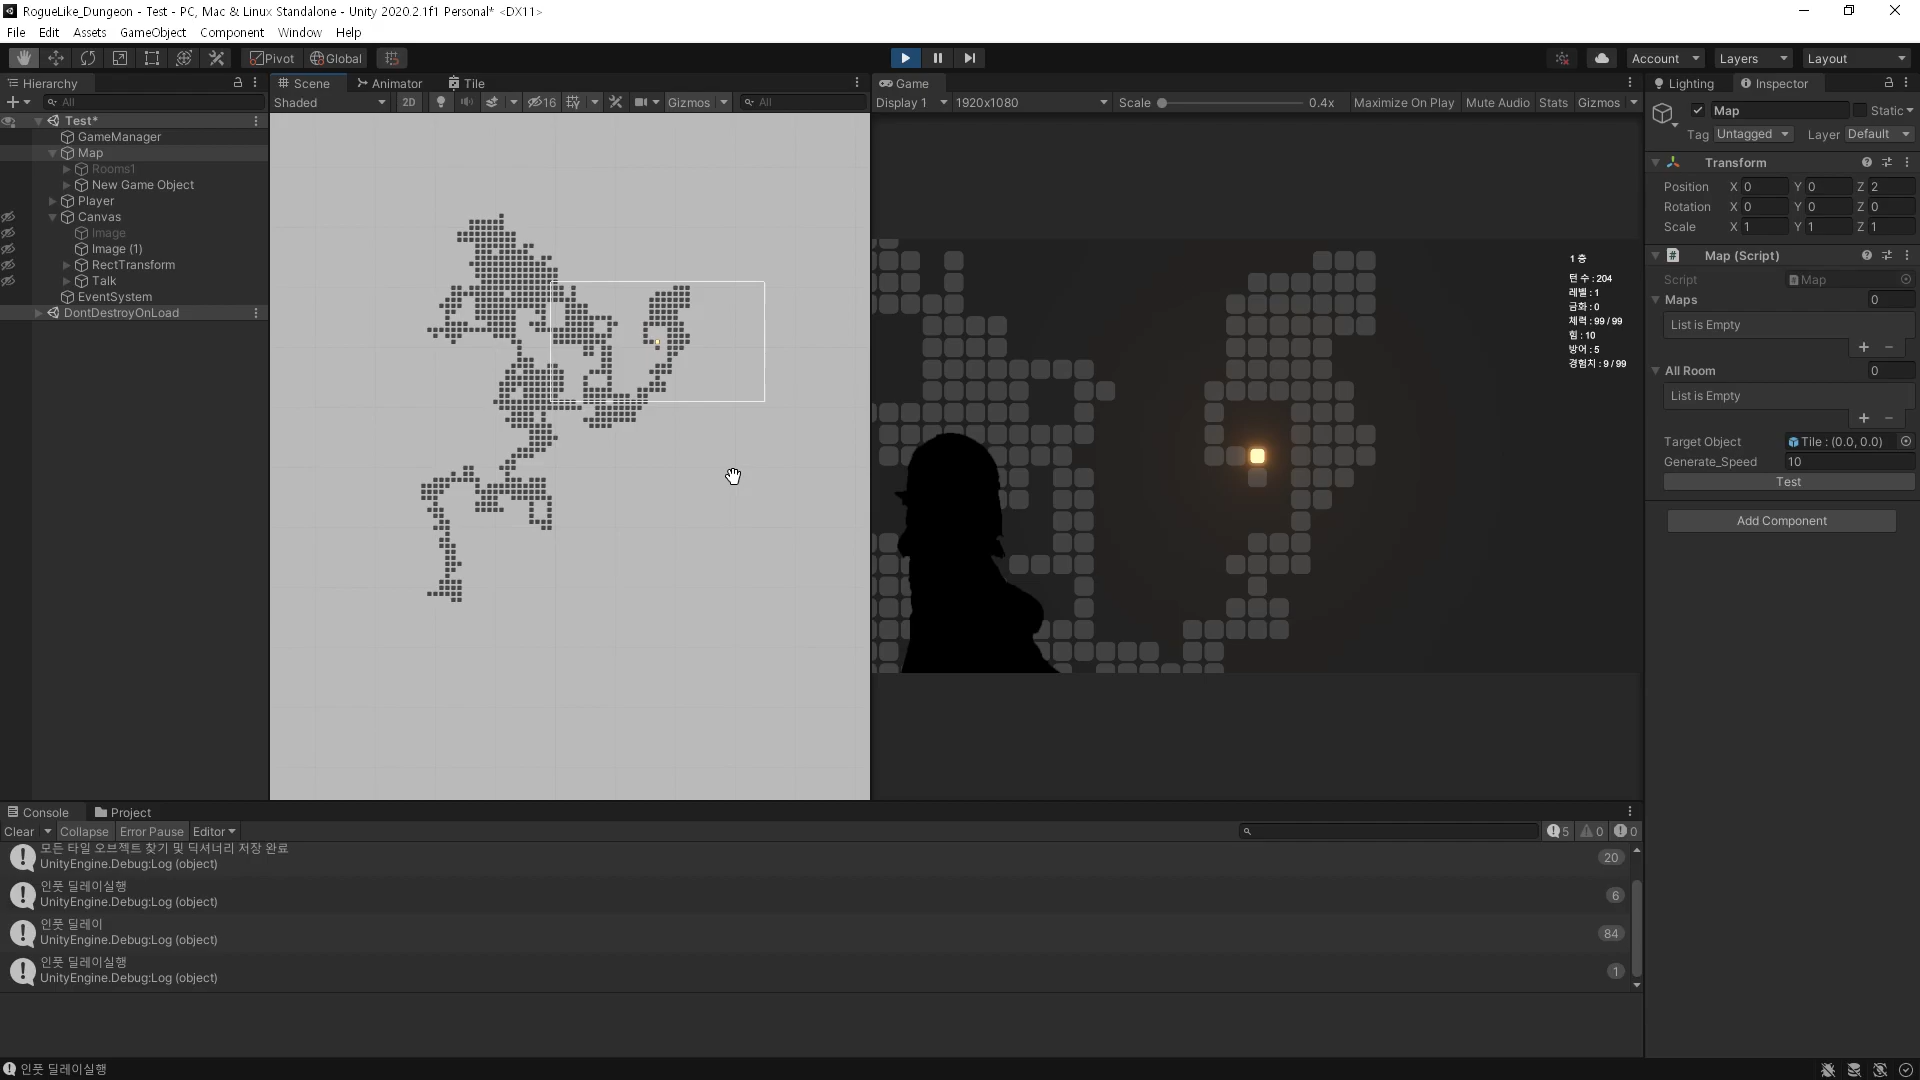 RogueLike_Dungeon - Test - PC, Mac & Linux Standalone - Unity 2020.2.1f1 Personal* <DX11>
File Edit Assets GameObject Component Window Help
Pivot Global
Account Layers Layout
Hierarchy
All
Test*
GameManager
Map
Rooms1
New Game Object
Player
Canvas
Image
Image (1)
RectTransform
Talk
EventSystem
DontDestroyOnLoad
Scene Animator Tile
Shaded 2D 16 Gizmos All
Game
Display 1 1920x1080 Scale 0.4x Maximize On Play Mute Audio Stats Gizmos
1 층
턴 수 : 204
레벨 : 1
금화 : 0
체력 : 99 / 99
힘 : 10
방어 : 5
경험치 : 9 / 99
Lighting Inspector
Map Static
Tag Untagged Layer Default
Transform
Position X 0 Y 0 Z 2
Rotation X 0 Y 0 Z 0
Scale X 1 Y 1 Z 1
Map (Script)
Script Map
Maps 0
List is Empty
All Room 0
List is Empty
Target Object Tile : (0.0, 0.0)
Generate_Speed 10
Test
Add Component
Console Project
Clear Collapse Error Pause Editor
5 0 0
모든 타일 오브젝트 찾기 및 딕셔너리 저장 완료
UnityEngine.Debug:Log (object)
20
인풋 딜레이실행
UnityEngine.Debug:Log (object)
6
인풋 딜레이
UnityEngine.Debug:Log (object)
84
인풋 딜레이실행
UnityEngine.Debug:Log (object)
1
인풋 딜레이실행